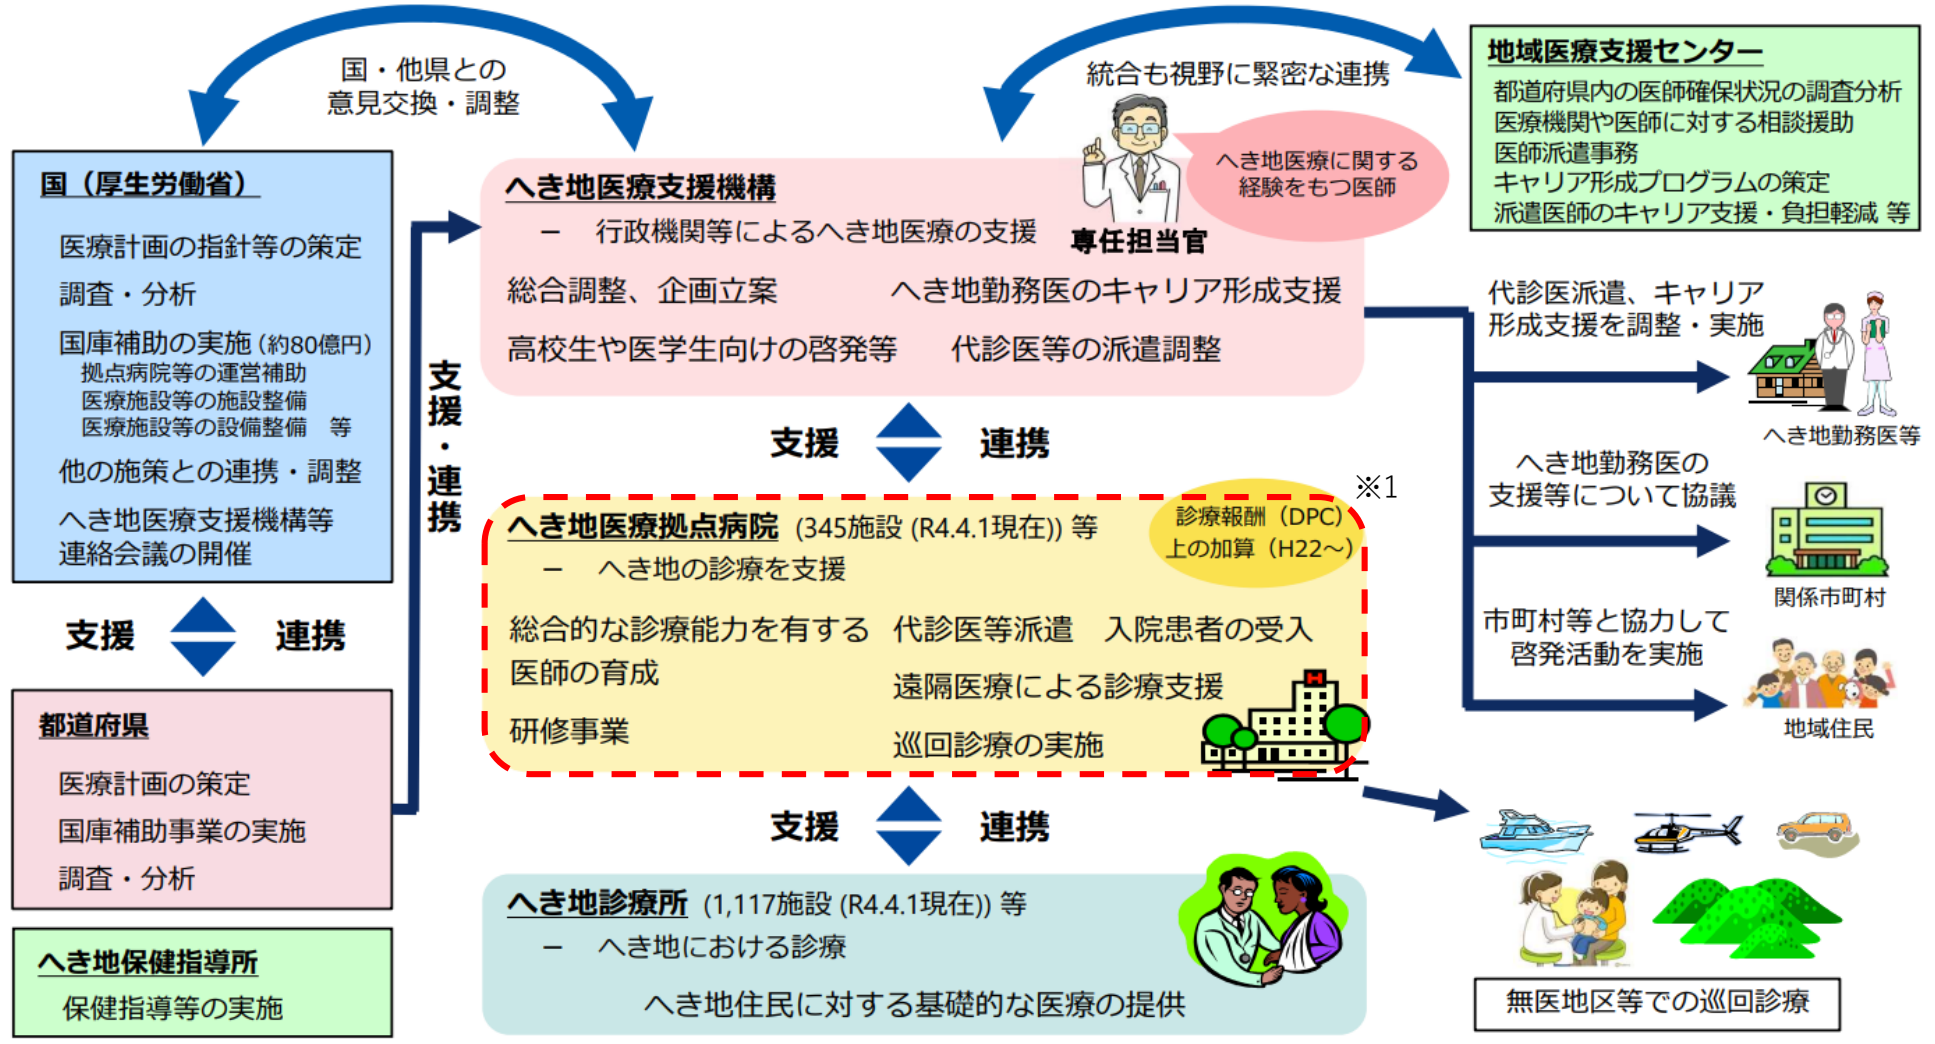 国・他県との
意見交換・調整
統合も視野に緊密な連携
国（厚生労働省）
医療計画の指針等の策定
調査・分析
国庫補助の実施（約80億円）
拠点病院等の運営補助
医療施設等の施設整備
医療施設等の設備整備　等
他の施策との連携・調整
へき地医療支援機構等
連絡会議の開催
支援　連携
都道府県
医療計画の策定
国庫補助事業の実施
調査・分析
へき地保健指導所
保健指導等の実施
支援・連携
へき地医療支援機構
－　行政機関等によるへき地医療の支援
総合調整、企画立案　へき地勤務医のキャリア形成支援
高校生や医学生向けの啓発等　代診医等の派遣調整
専任担当官
へき地医療に関する
経験をもつ医師
支援　連携
※1
へき地医療拠点病院 (345施設 (R4.4.1現在)) 等
－　へき地の診療を支援
診療報酬（DPC）
上の加算（H22～）
総合的な診療能力を有する
医師の育成
研修事業
代診医等派遣　入院患者の受入
遠隔医療による診療支援
巡回診療の実施
H
支援　連携
へき地診療所 (1,117施設 (R4.4.1現在)) 等
－　へき地における診療
へき地住民に対する基礎的な医療の提供
地域医療支援センター
都道府県内の医師確保状況の調査分析
医療機関や医師に対する相談援助
医師派遣事務
キャリア形成プログラムの策定
派遣医師のキャリア支援・負担軽減 等
代診医派遣、キャリア
形成支援を調整・実施
へき地勤務医等
へき地勤務医の
支援等について協議
関係市町村
市町村等と協力して
啓発活動を実施
地域住民
無医地区等での巡回診療